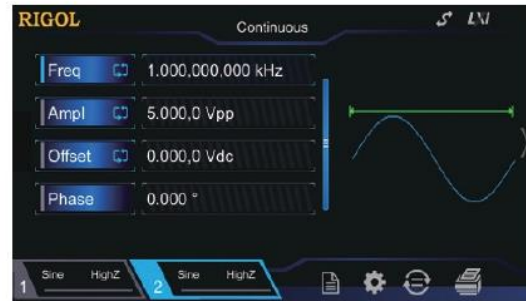 RIGOL
Continuous
LXI
Freq 1.000,000,000 kHz
Ampl 5.000,0 Vpp
Offset 0.000,0 Vdc
Phase 0.000 °
1 Sine HighZ
2 Sine HighZ